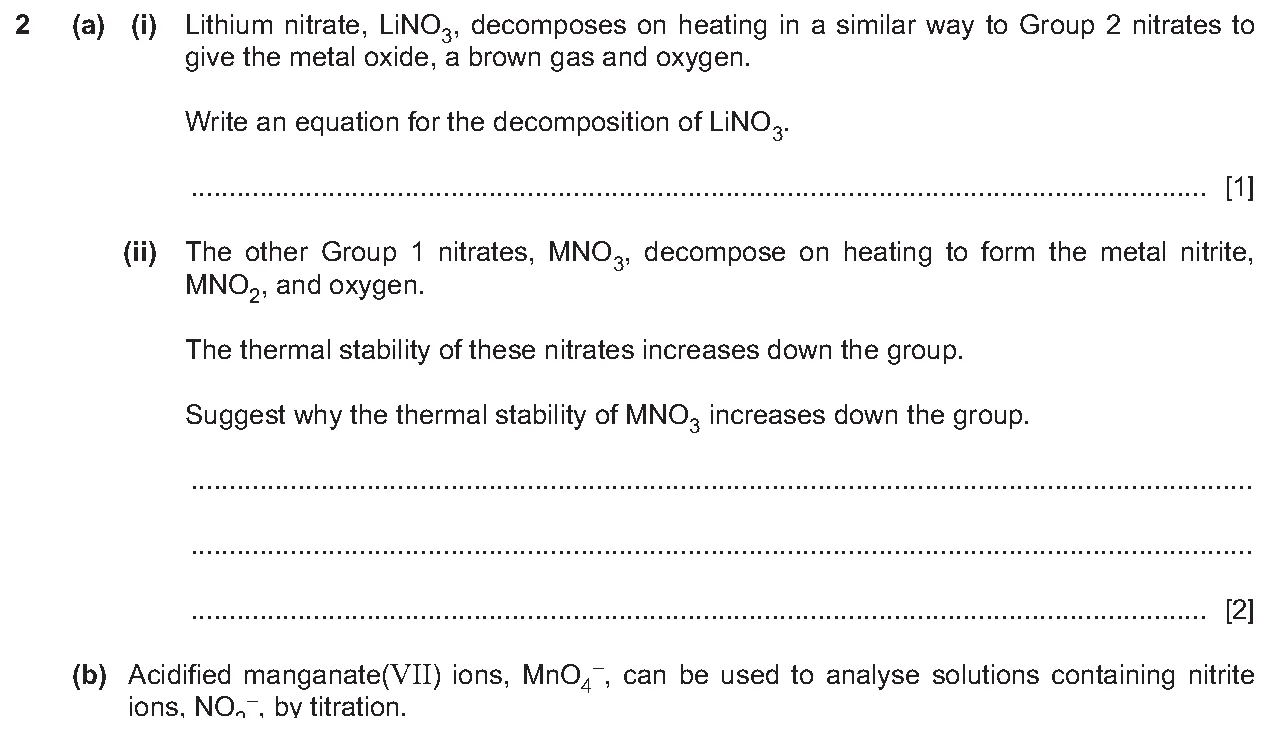 2 (a) (i) Lithium nitrate, LiNO₃, decomposes on heating in a similar way to Group 2 nitrates to
give the metal oxide, a brown gas and oxygen.
Write an equation for the decomposition of LiNO₃.
.................................................................................................................................... [1]
(ii) The other Group 1 nitrates, MNO₃, decompose on heating to form the metal nitrite,
MNO₂, and oxygen.
The thermal stability of these nitrates increases down the group.
Suggest why the thermal stability of MNO₃ increases down the group.
..........................................................................................................................................
..........................................................................................................................................
.................................................................................................................................... [2]
(b) Acidified manganate(VII) ions, MnO₄⁻, can be used to analyse solutions containing nitrite
ions, NO₂⁻, by titration.